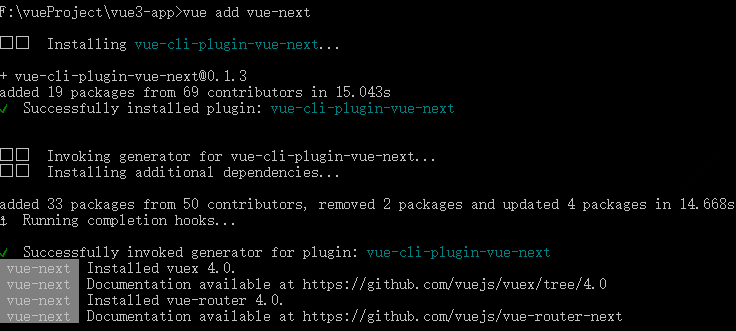 F:\vueProject\vue3-app>vue add vue-next
□□ Installing vue-cli-plugin-vue-next...
+ vue-cli-plugin-vue-next@0.1.3
added 19 packages from 69 contributors in 15.043s
✓ Successfully installed plugin: vue-cli-plugin-vue-next
□□ Invoking generator for vue-cli-plugin-vue-next...
□□ Installing additional dependencies...
added 33 packages from 50 contributors, removed 2 packages and updated 4 packages in 14.668s
⚓ Running completion hooks...
✓ Successfully invoked generator for plugin: vue-cli-plugin-vue-next
vue-next Installed vuex 4.0.
vue-next Documentation available at https://github.com/vuejs/vuex/tree/4.0
vue-next Installed vue-router 4.0.
vue-next Documentation available at https://github.com/vuejs/vue-router-next